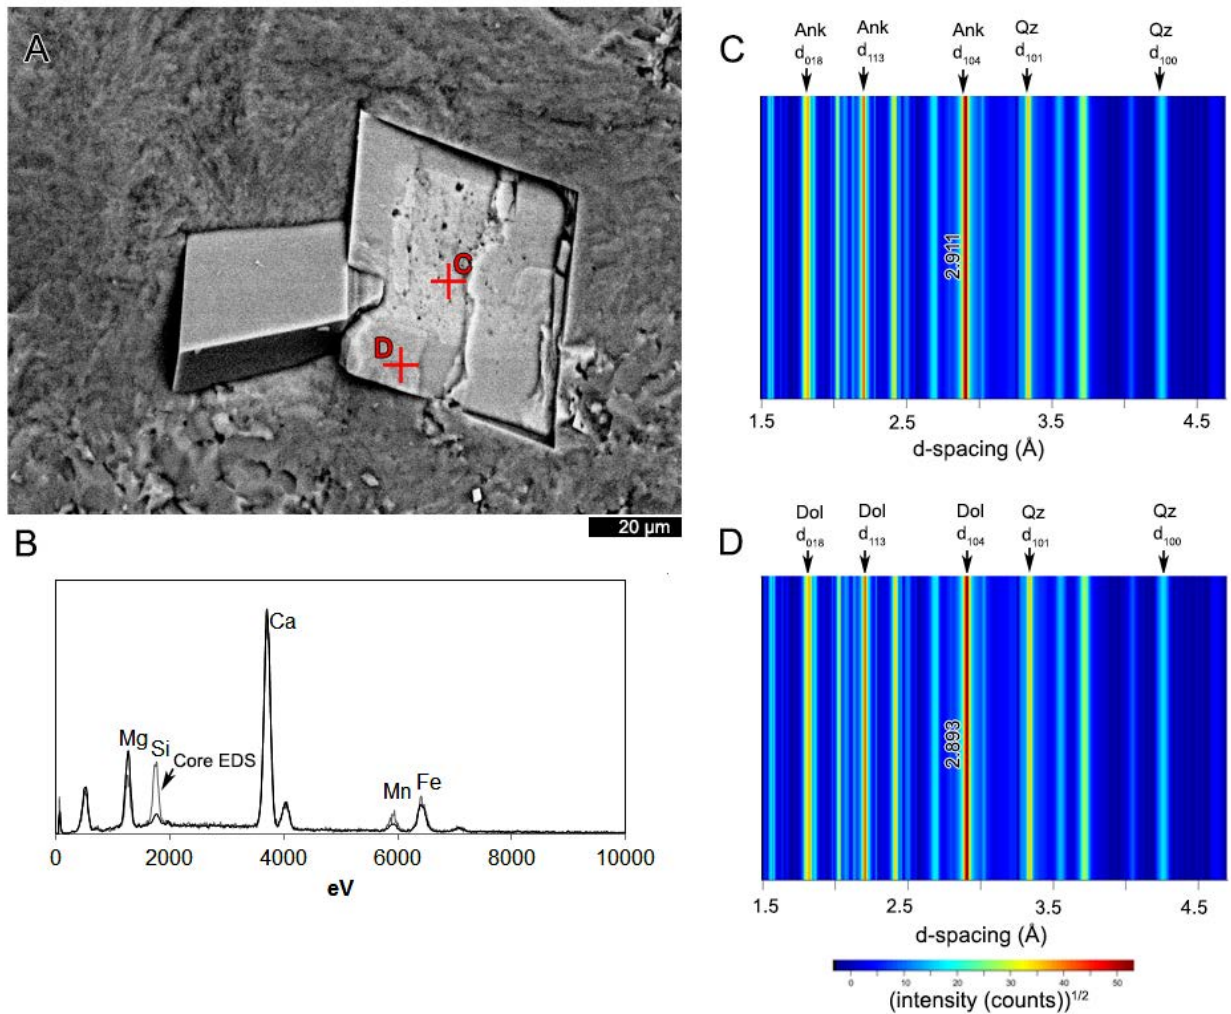 A
C
D
20 µm
B
Ca
Mg
Si
Core EDS
Mn
Fe
0
2000
4000
6000
8000
10000
eV
C
Ank
d018
Ank
d113
Ank
d104
Qz
d101
Qz
d100
2.911
1.5
2.5
3.5
4.5
d-spacing (Å)
D
Dol
d018
Dol
d113
Dol
d104
Qz
d101
Qz
d100
2.893
1.5
2.5
3.5
4.5
d-spacing (Å)
0
10
20
30
40
50
(intensity (counts))1/2